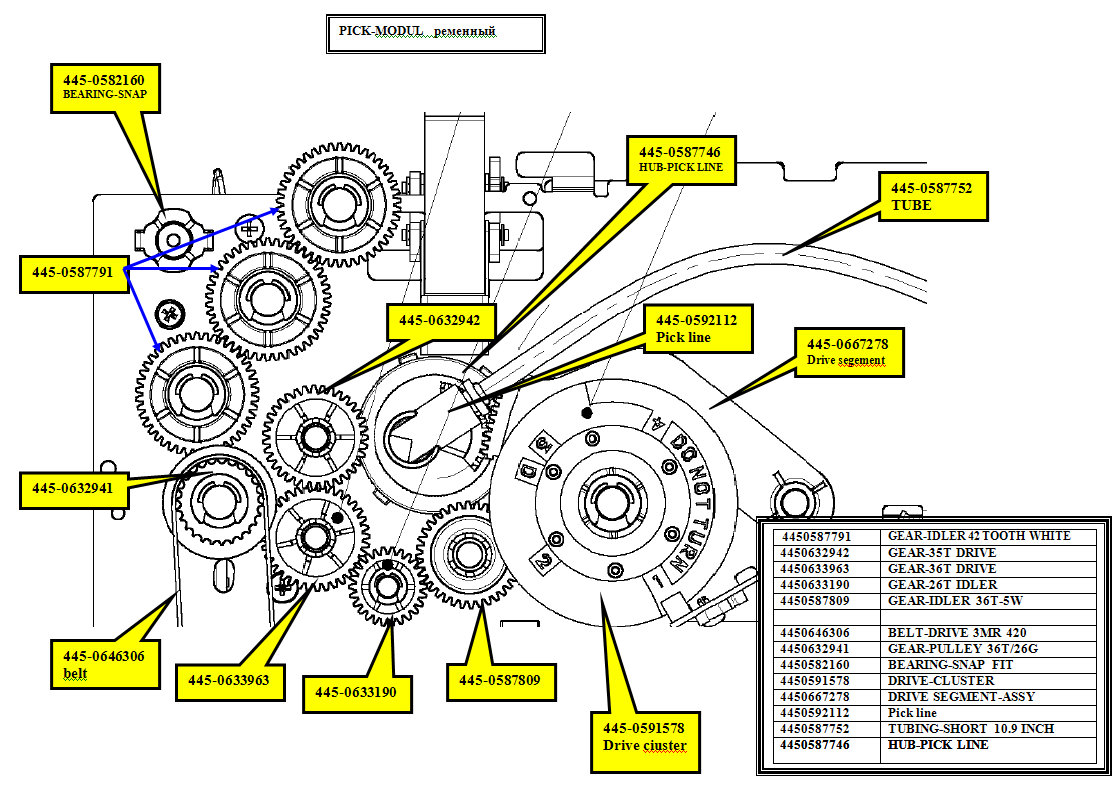 PICK-MODUL ременный
445-0582160
BEARING-SNAP
445-0587746
HUB-PICK LINE
445-0587752
TUBE
445-0587791
445-0632942
445-0592112
Pick line
445-0667278
Drive segement
445-0632941
A
DO NOT TURN
1
2
D
445-0646306
belt
445-0633963
445-0633190
445-0587809
445-0591578
Drive ciuster
4450587791 GEAR-IDLER 42 TOOTH WHITE
4450632942 GEAR-35T DRIVE
4450633963 GEAR-36T DRIVE
4450633190 GEAR-26T IDLER
4450587809 GEAR-IDLER 36T-5W
4450646306 BELT-DRIVE 3MR 420
4450632941 GEAR-PULLEY 36T/26G
4450582160 BEARING-SNAP FIT
4450591578 DRIVE-CLUSTER
4450667278 DRIVE SEGMENT-ASSY
4450592112 Pick line
4450587752 TUBING-SHORT 10.9 INCH
4450587746 HUB-PICK LINE